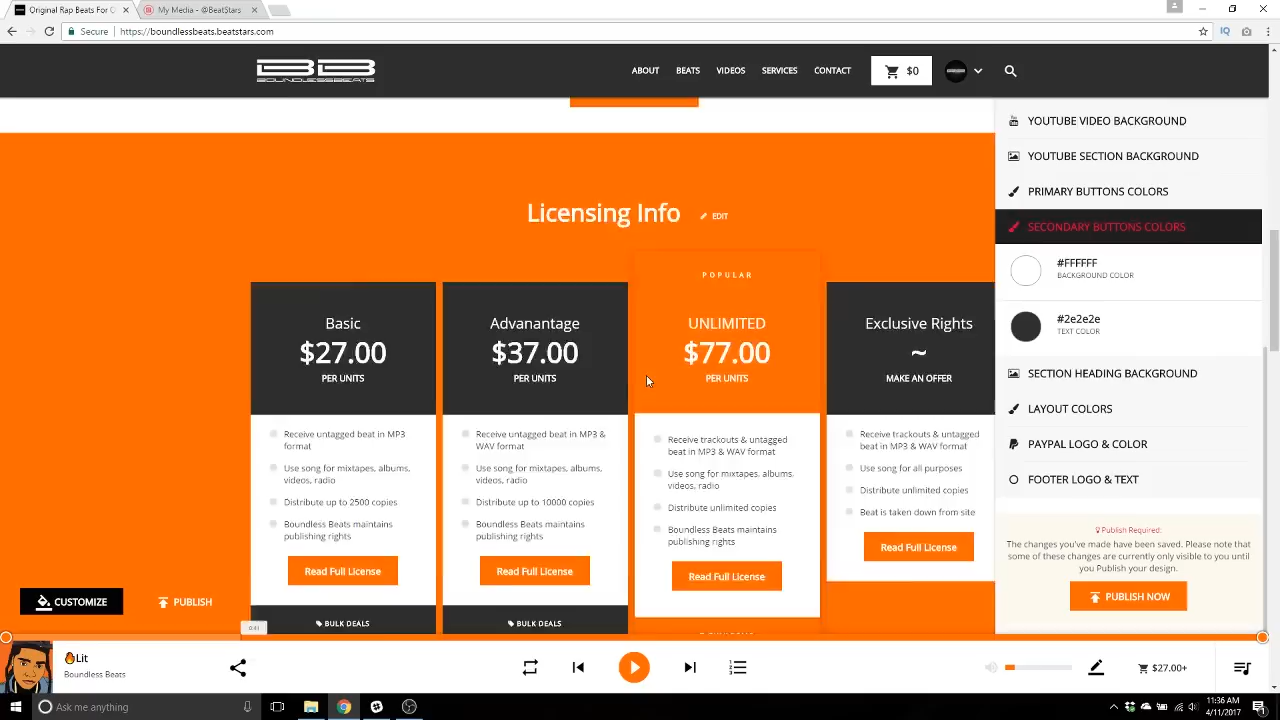 Original Rap Beats For C
My Media - @BeatStars
Secure
https://boundlessbeats.beatstars.com
IQ
BOUNDLESSBEATS
ABOUT
BEATS
VIDEOS
SERVICES
CONTACT
$0
YOUTUBE VIDEO BACKGROUND
YOUTUBE SECTION BACKGROUND
PRIMARY BUTTONS COLORS
SECONDARY BUTTONS COLORS
#FFFFFF
BACKGROUND COLOR
#2e2e2e
TEXT COLOR
SECTION HEADING BACKGROUND
LAYOUT COLORS
PAYPAL LOGO & COLOR
FOOTER LOGO & TEXT
Publish Required:
The changes you've made have been saved. Please note that
some of these changes are currently only visible to you until
you Publish your design.
PUBLISH NOW
Licensing Info
EDIT
Basic
$27.00
PER UNITS
Receive untagged beat in MP3
format
Use song for mixtapes, albums,
videos, radio
Distribute up to 2500 copies
Boundless Beats maintains
publishing rights
Read Full License
BULK DEALS
Advanantage
$37.00
PER UNITS
Receive untagged beat in MP3 &
WAV format
Use song for mixtapes, albums,
videos, radio
Distribute up to 10000 copies
Boundless Beats maintains
publishing rights
Read Full License
BULK DEALS
POPULAR
UNLIMITED
$77.00
PER UNITS
Receive trackouts & untagged
beat in MP3 & WAV format
Use song for mixtapes, albums,
videos, radio
Distribute unlimited copies
Boundless Beats maintains
publishing rights
Read Full License
Exclusive Rights
~
MAKE AN OFFER
Receive trackouts & untagged
beat in MP3 & WAV format
Use song for all purposes
Distribute unlimited copies
Beat is taken down from site
Read Full License
CUSTOMIZE
PUBLISH
🔥Lit
Boundless Beats
$27.00+
Ask me anything
11:36 AM
4/11/2017